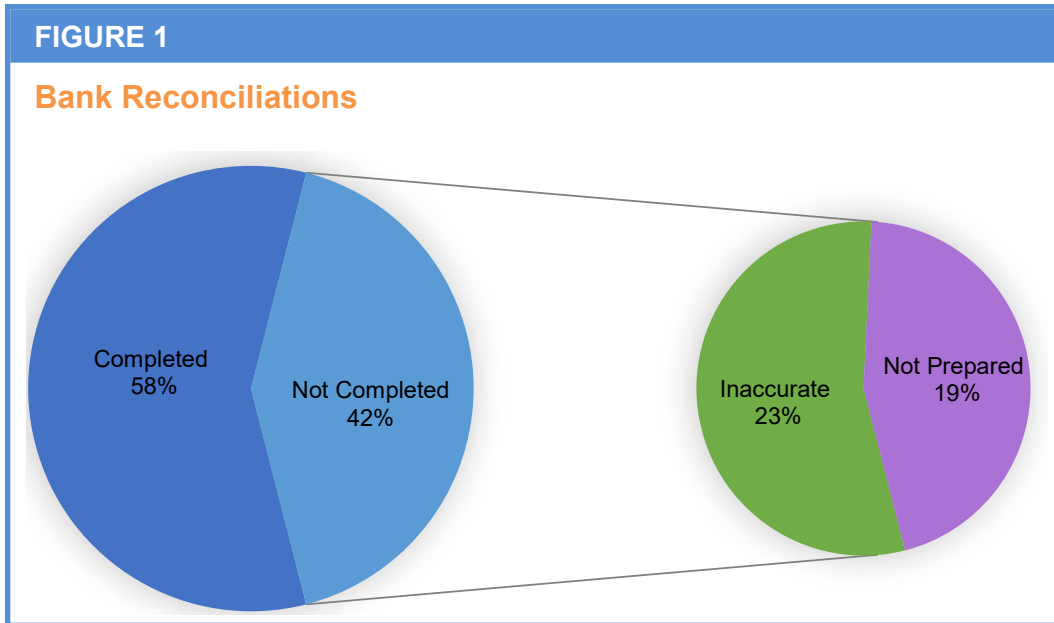 FIGURE 1
Bank Reconciliations
Completed
58%
Not Completed
42%
Inaccurate
23%
Not Prepared
19%